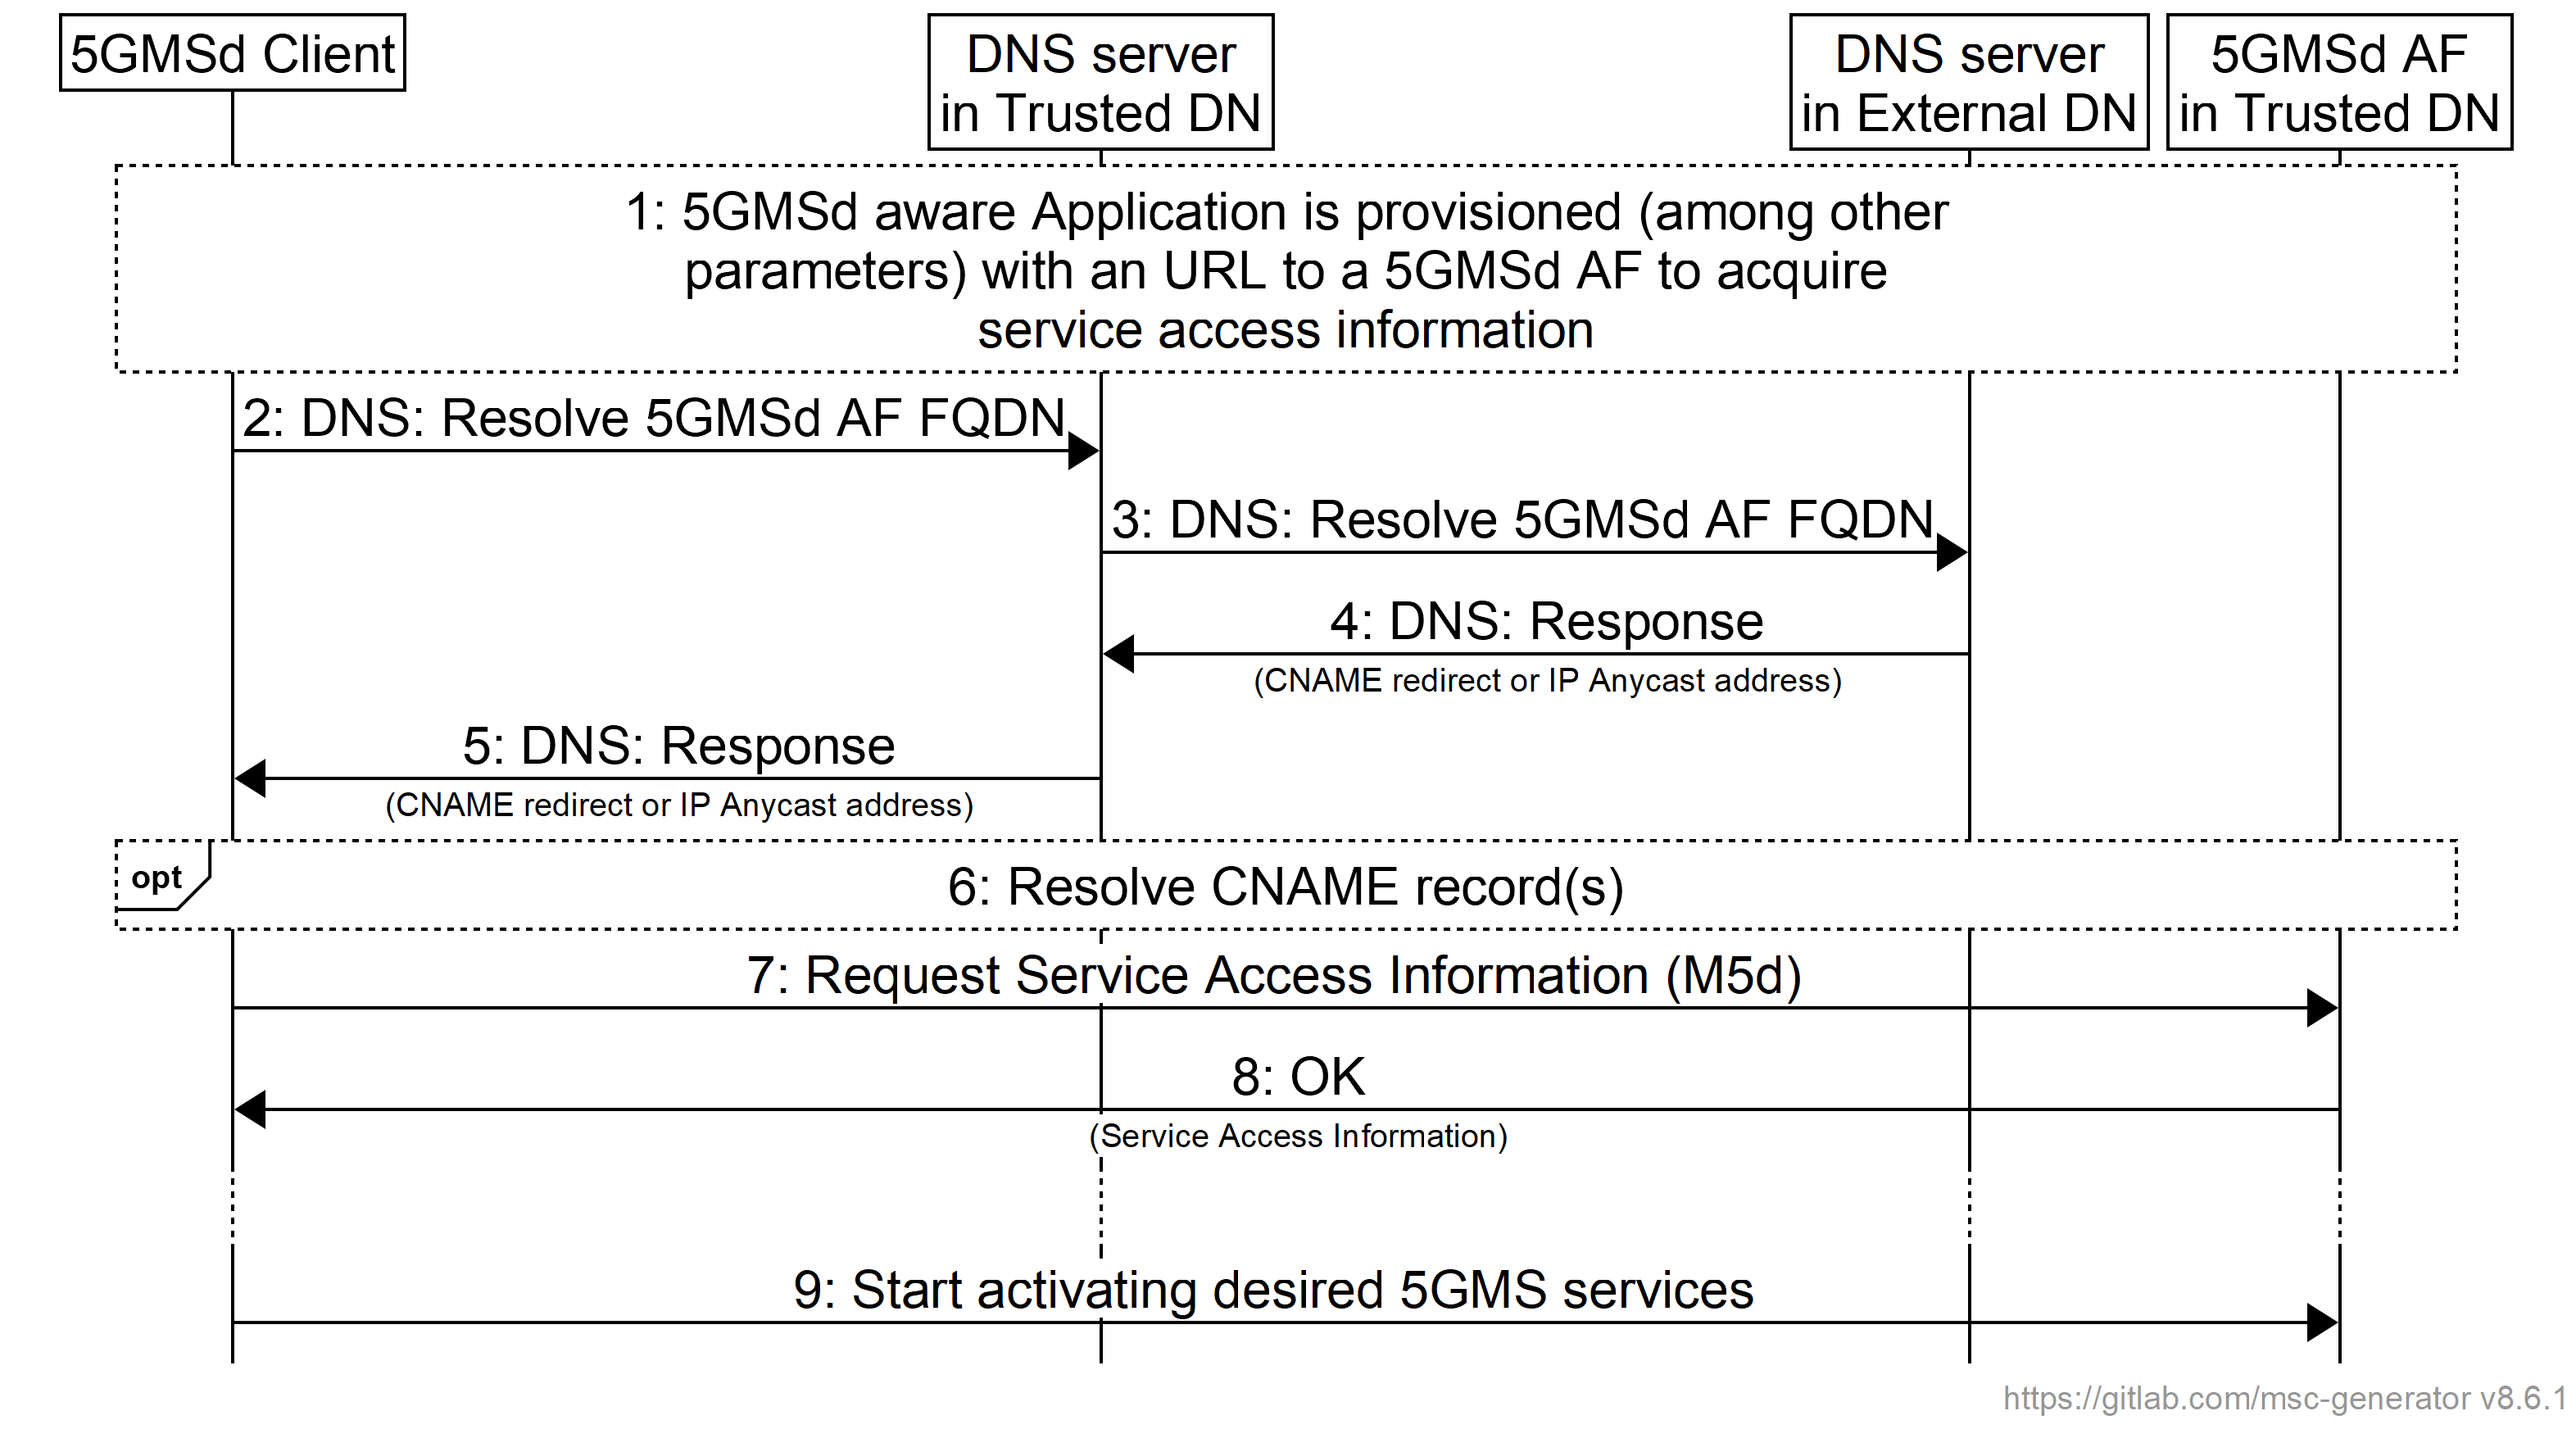 5GMSd Client
DNS server
in Trusted DN
DNS server
in External DN
5GMSd AF
in Trusted DN
1: 5GMSd aware Application is provisioned (among other
parameters) with an URL to a 5GMSd AF to acquire
service access information
2: DNS: Resolve 5GMSd AF FQDN
3: DNS: Resolve 5GMSd AF FQDN
4: DNS: Response
(CNAME redirect or IP Anycast address)
5: DNS: Response
(CNAME redirect or IP Anycast address)
opt
6: Resolve CNAME record(s)
7: Request Service Access Information (M5d)
8: OK
(Service Access Information)
9: Start activating desired 5GMS services
https://gitlab.com/msc-generator v8.6.1